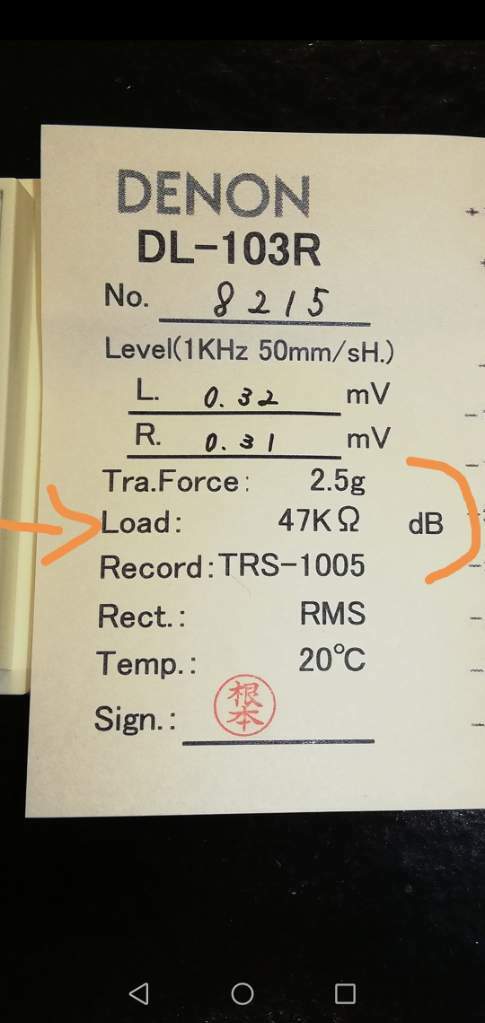 DENON
DL-103R
No. 8215
Level(1KHz 50mm/sH.)
L. 0.32 mV
R. 0.31 mV
Tra.Force: 2.5g
Load: 47KΩ dB
Record:TRS-1005
Rect.: RMS
Temp.: 20℃
Sign.: 根本